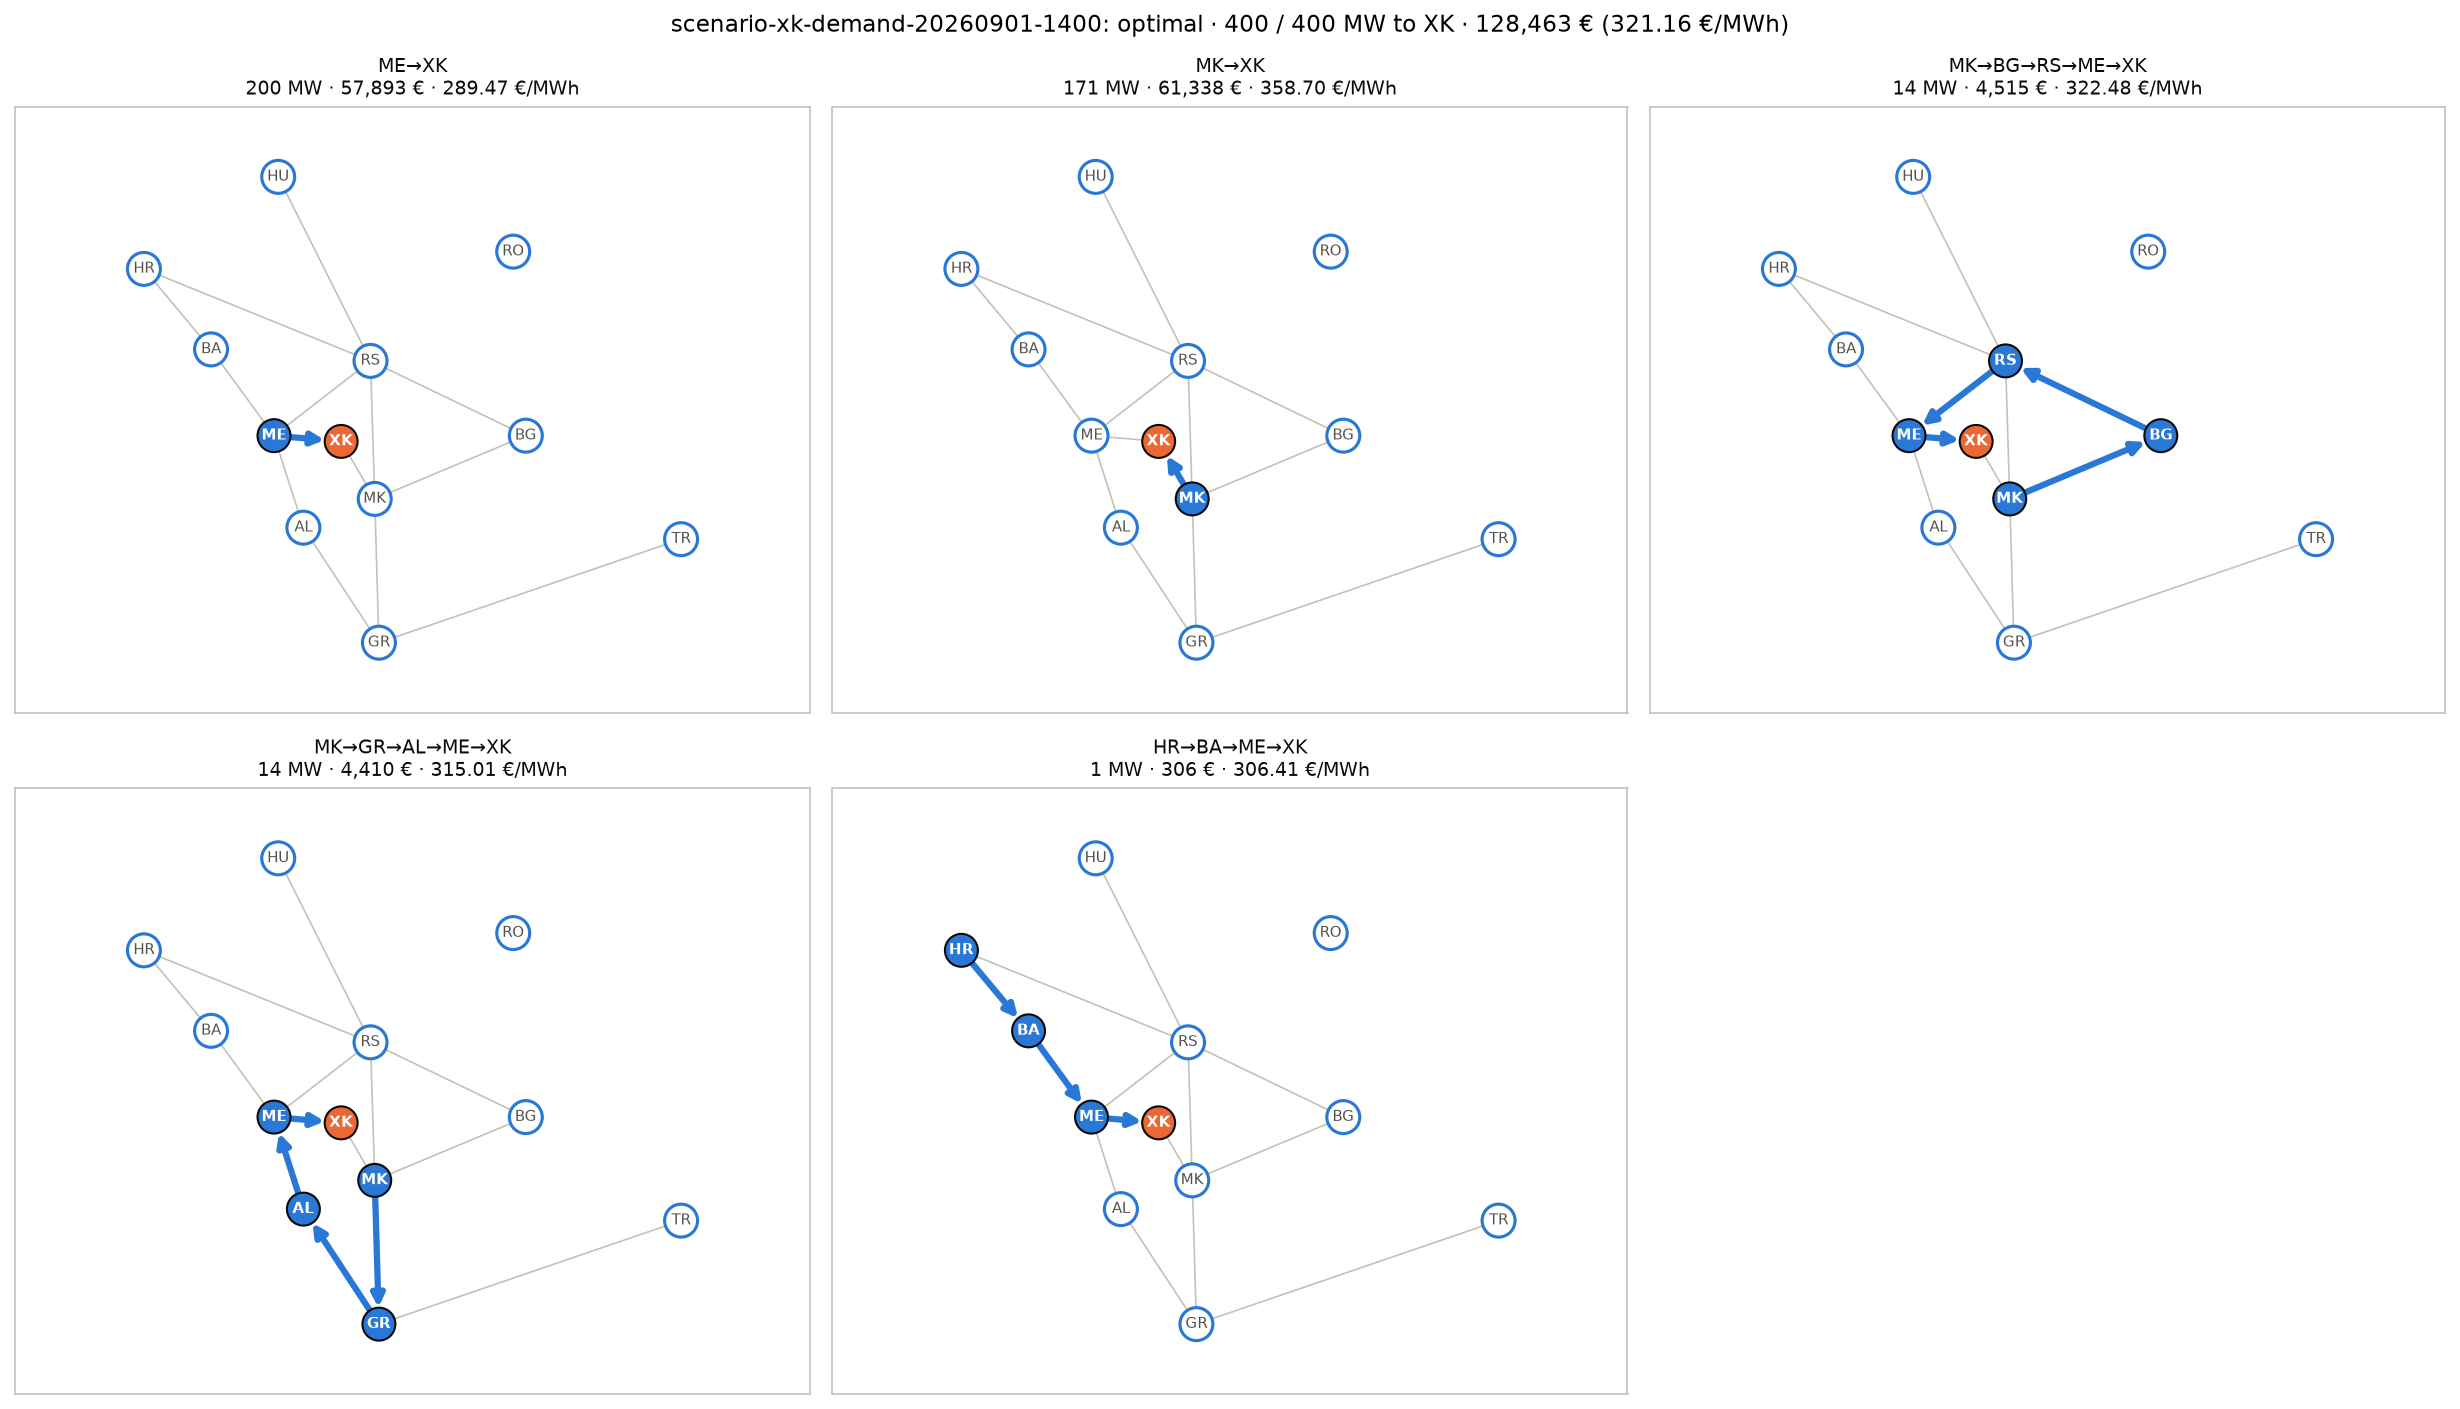 scenario-xk-demand-20260901-1400: optimal · 400 / 400 MW to XK · 128,463 € (321.16 €/MWh)
ME→XK
200 MW · 57,893 € · 289.47 €/MWh
HU
RO
HR
BA
RS
ME
XK
BG
MK
AL
TR
GR
MK→XK
171 MW · 61,338 € · 358.70 €/MWh
HU
RO
HR
BA
RS
ME
XK
BG
MK
AL
TR
GR
MK→BG→RS→ME→XK
14 MW · 4,515 € · 322.48 €/MWh
HU
RO
HR
BA
RS
ME
XK
BG
MK
AL
TR
GR
MK→GR→AL→ME→XK
14 MW · 4,410 € · 315.01 €/MWh
HU
RO
HR
BA
RS
ME
XK
BG
MK
AL
TR
GR
HR→BA→ME→XK
1 MW · 306 € · 306.41 €/MWh
HU
RO
HR
BA
RS
ME
XK
BG
MK
AL
TR
GR